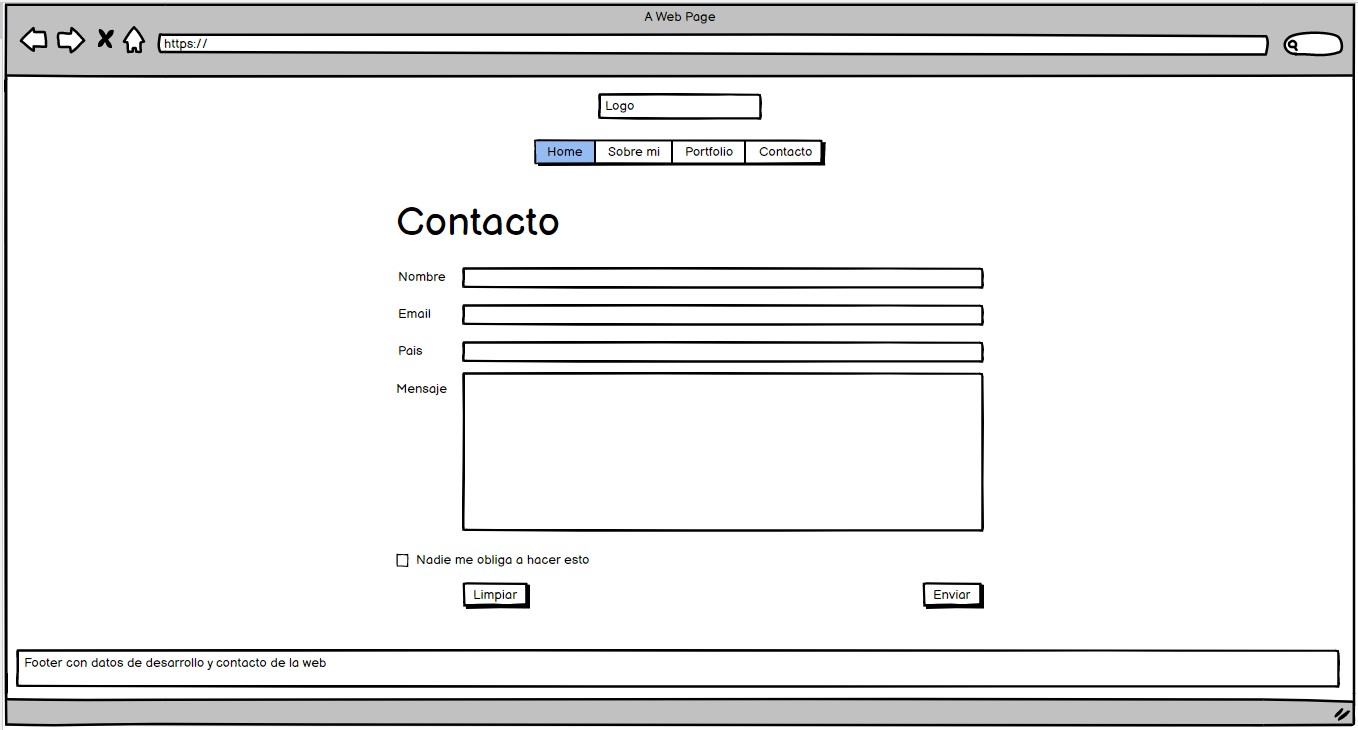 A Web Page
https://
Logo
Home Sobre mi Portfolio Contacto
Contacto
Nombre
Email
Pais
Mensaje
Nadie me obliga a hacer esto
Limpiar Enviar
Footer con datos de desarrollo y contacto de la web